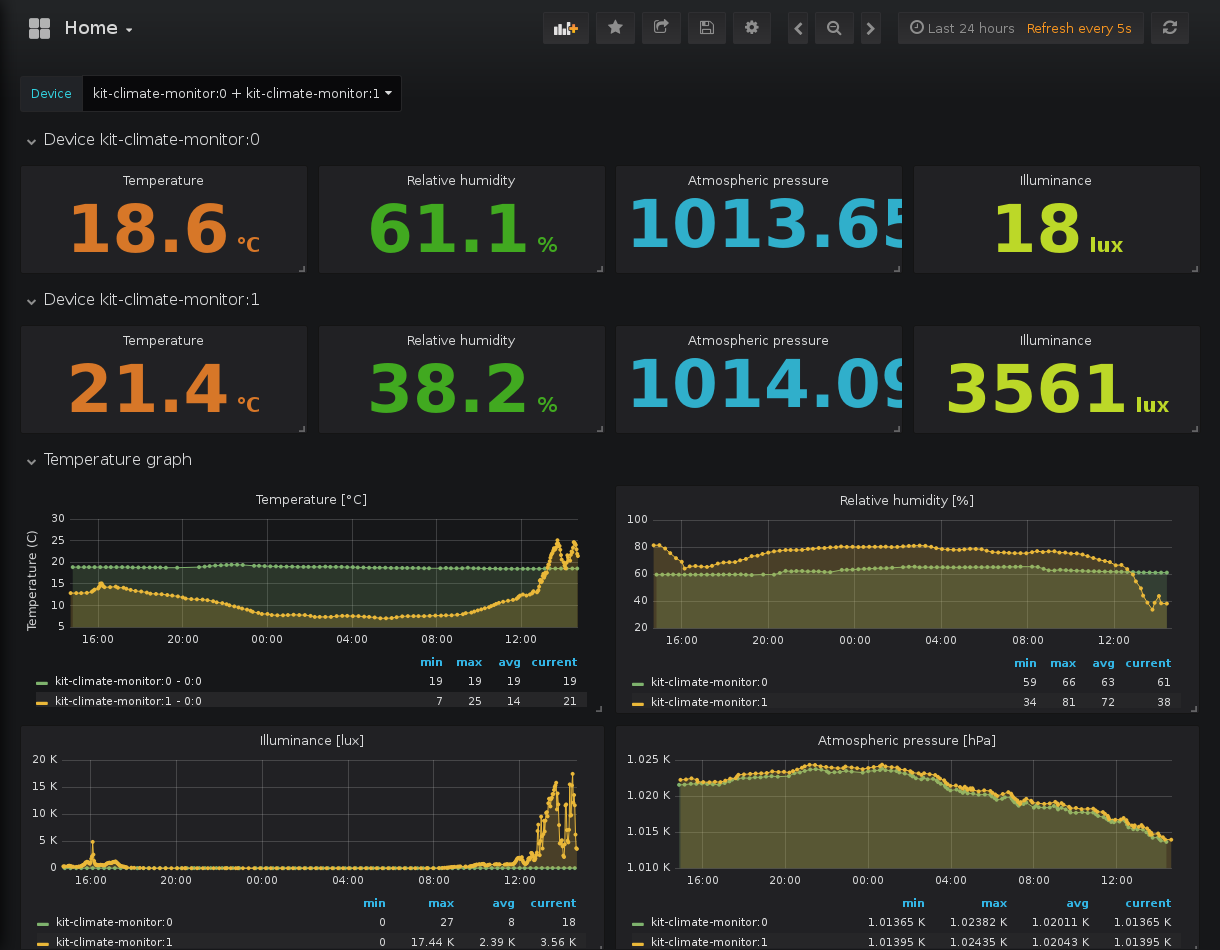 Home
Last 24 hours Refresh every 5s
Device kit-climate-monitor:0 + kit-climate-monitor:1
Device kit-climate-monitor:0
Temperature Relative humidity Atmospheric pressure Illuminance
18.6 °C 61.1 % 1013.65 18 lux
Device kit-climate-monitor:1
Temperature Relative humidity Atmospheric pressure Illuminance
21.4 °C 38.2 % 1014.09 3561 lux
Temperature graph
Temperature [°C]
Temperature (C)
30
25
20
15
10
5
16:00 20:00 00:00 04:00 08:00 12:00
min max avg current
kit-climate-monitor:0 - 0:0 19 19 19 19
kit-climate-monitor:1 - 0:0 7 25 14 21
Relative humidity [%]
100
80
60
40
20
16:00 20:00 00:00 04:00 08:00 12:00
min max avg current
kit-climate-monitor:0 59 66 63 61
kit-climate-monitor:1 34 81 72 38
Illuminance [lux]
20 K
15 K
10 K
5 K
0
16:00 20:00 00:00 04:00 08:00 12:00
min max avg current
kit-climate-monitor:0 0 27 8 18
kit-climate-monitor:1 0 17.44 K 2.39 K 3.56 K
Atmospheric pressure [hPa]
1.025 K
1.020 K
1.015 K
1.010 K
16:00 20:00 00:00 04:00 08:00 12:00
min max avg current
kit-climate-monitor:0 1.01365 K 1.02382 K 1.02011 K 1.01365 K
kit-climate-monitor:1 1.01395 K 1.02435 K 1.02043 K 1.01395 K